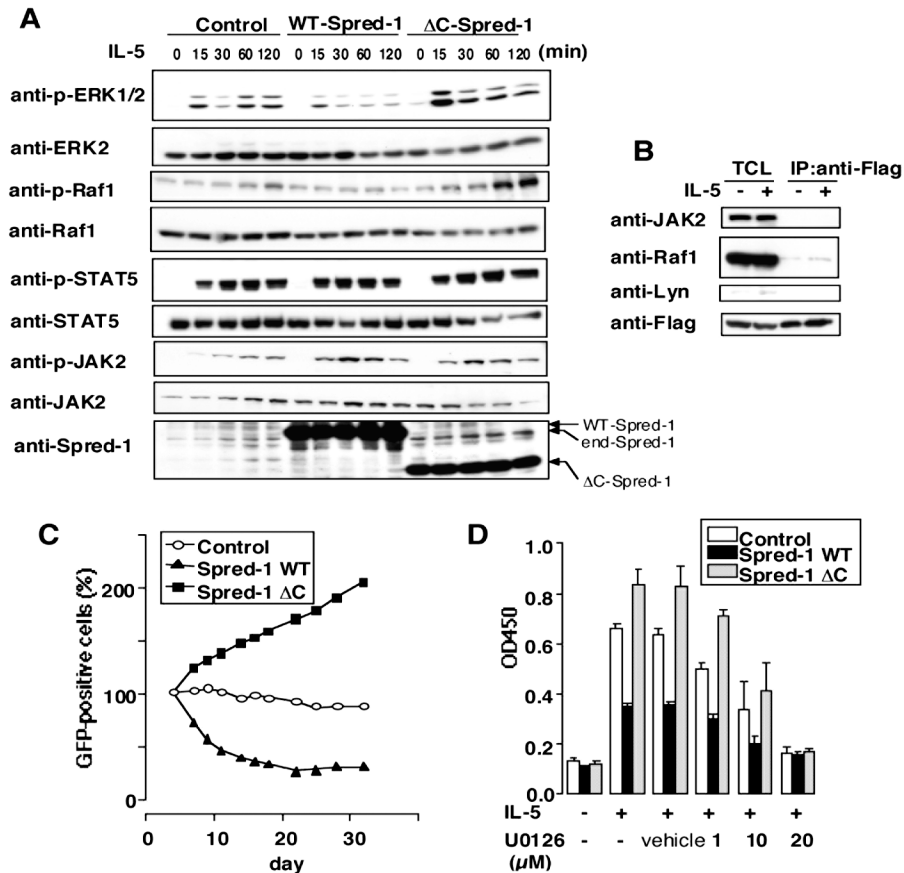 A
Control WT-Spred-1 ΔC-Spred-1
IL-5 0 15 30 60 120 0 15 30 60 120 0 15 30 60 120 (min)
anti-p-ERK1/2
anti-ERK2
anti-p-Raf1
anti-Raf1
anti-p-STAT5
anti-STAT5
anti-p-JAK2
anti-JAK2
anti-Spred-1
WT-Spred-1
end-Spred-1
ΔC-Spred-1
B
TCL IP:anti-Flag
IL-5 - + - +
anti-JAK2
anti-Raf1
anti-Lyn
anti-Flag
C
Control
Spred-1 WT
Spred-1 ΔC
GFP-positive cells (%)
200
100
0
0 10 20 30
day
D
Control
Spred-1 WT
Spred-1 ΔC
OD450
1.0
0.8
0.6
0.4
0.2
0.0
IL-5 - + + + + +
U0126 - - vehicle 1 10 20
(μM)